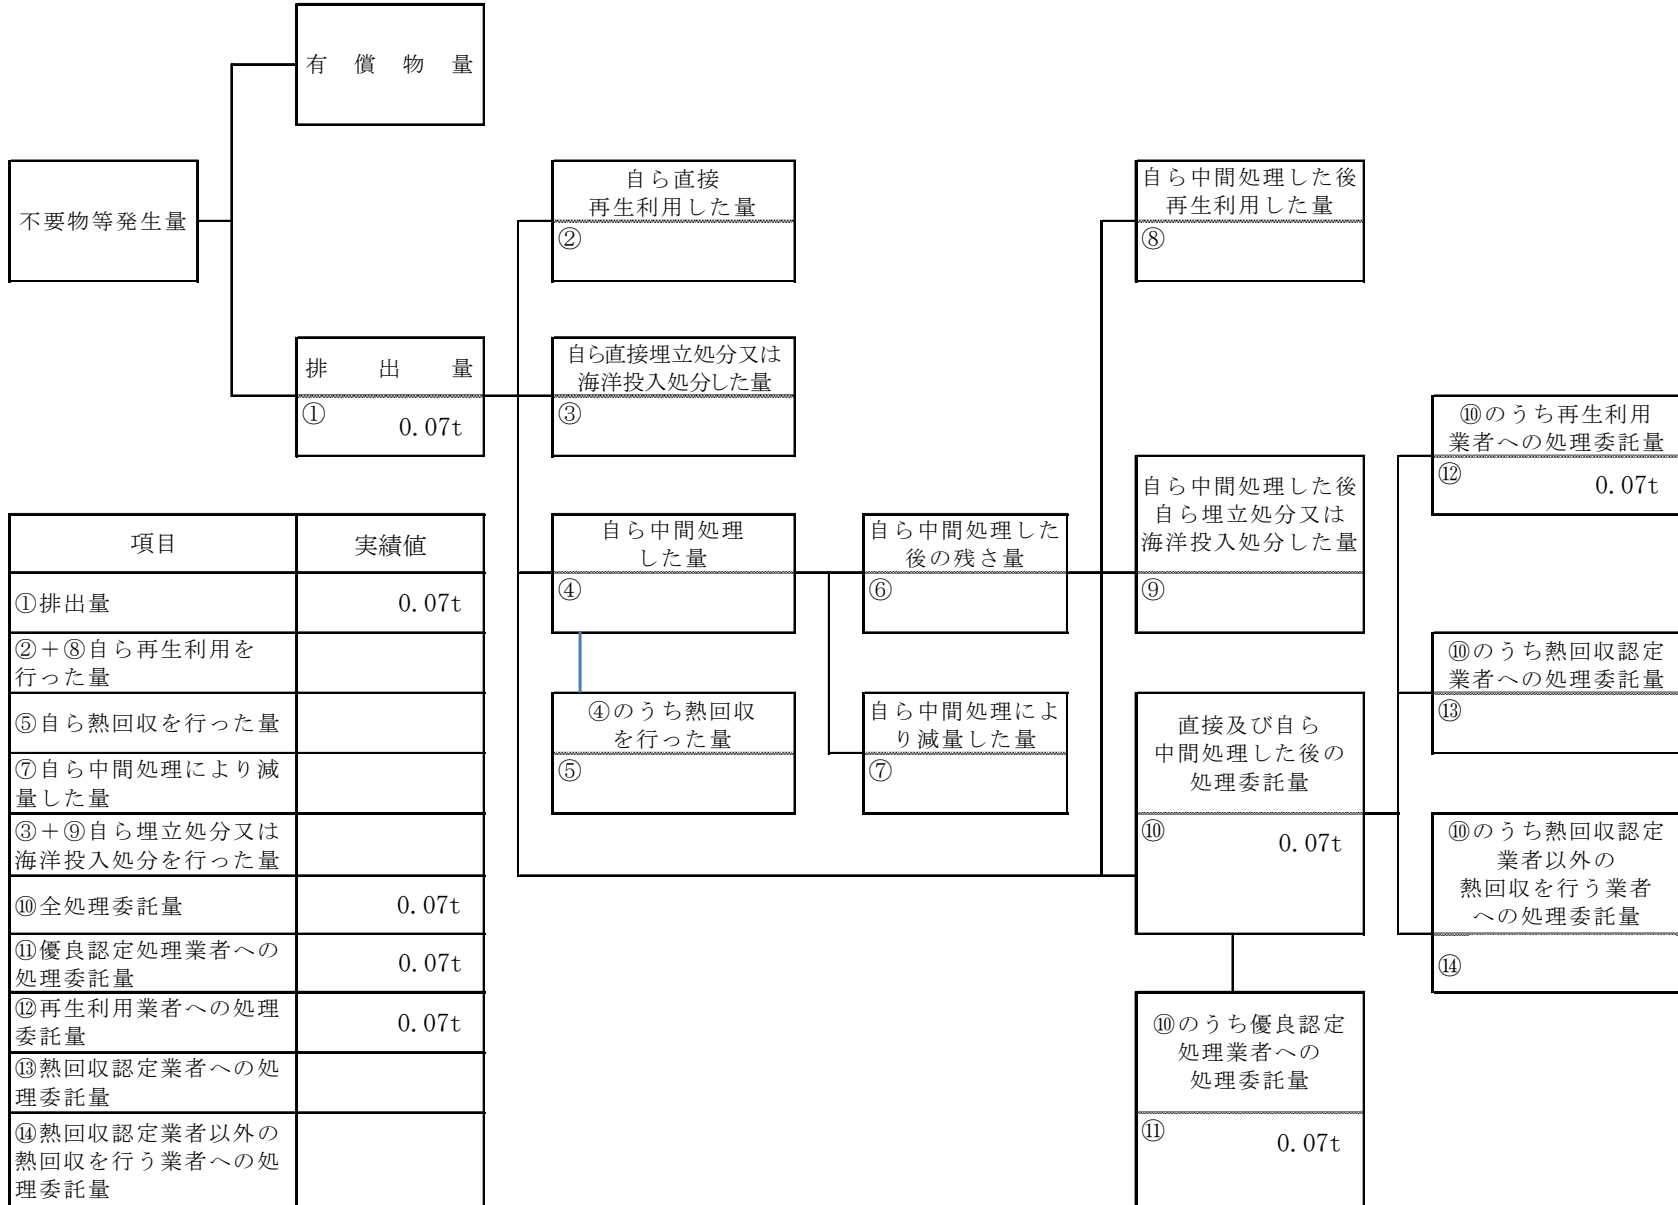 有償物量
不要物等発生量
自ら直接
再生利用した量
②
自ら中間処理した後
再生利用した量
⑧
排出量
①
0.07t
自ら直接埋立処分又は
海洋投入処分した量
③
⑩のうち再生利用
業者への処理委託量
⑫
0.07t
自ら中間処理した後
自ら埋立処分又は
海洋投入処分した量
⑨
自ら中間処理
した量
④
自ら中間処理した
後の残さ量
⑥
④のうち熱回収
を行った量
⑤
自ら中間処理によ
り減量した量
⑦
直接及び自ら
中間処理した後の
処理委託量
⑩
0.07t
⑩のうち熱回収認定
業者への処理委託量
⑬
⑩のうち熱回収認定
業者以外の
熱回収を行う業者
への処理委託量
⑭
⑩のうち優良認定
処理業者への
処理委託量
⑪
0.07t
項目 実績値
①排出量 0.07t
②+⑧自ら再生利用を
行った量
⑤自ら熱回収を行った量
⑦自ら中間処理により減
量した量
③+⑨自ら埋立処分又は
海洋投入処分を行った量
⑩全処理委託量 0.07t
⑪優良認定処理業者への
処理委託量
0.07t
⑫再生利用業者への処理
委託量
0.07t
⑬熱回収認定業者への処
理委託量
⑭熱回収認定業者以外の
熱回収を行う業者への処
理委託量